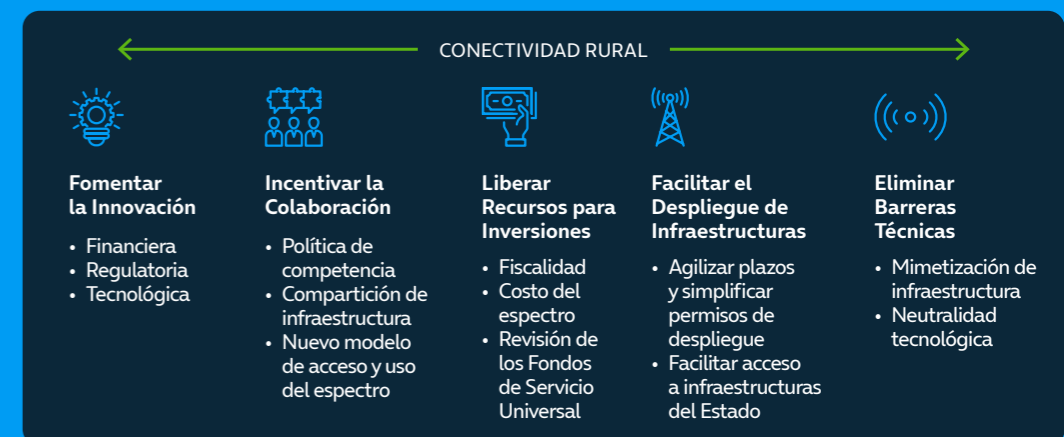 CONECTIVIDAD RURAL
Fomentar
la Innovación
• Financiera
• Regulatoria
• Tecnológica
Incentivar la
Colaboración
• Política de
competencia
• Compartición de
infraestructura
• Nuevo modelo
de acceso y uso
del espectro
Liberar
Recursos para
Inversiones
• Fiscalidad
• Costo del
espectro
• Revisión de
los Fondos
de Servicio
Universal
Facilitar el
Despliegue de
Infraestructuras
• Agilizar plazos
y simplificar
permisos de
despliegue
• Facilitar acceso
a infraestructuras
del Estado
Eliminar
Barreras
Técnicas
• Mimetización de
infraestructura
• Neutralidad
tecnológica